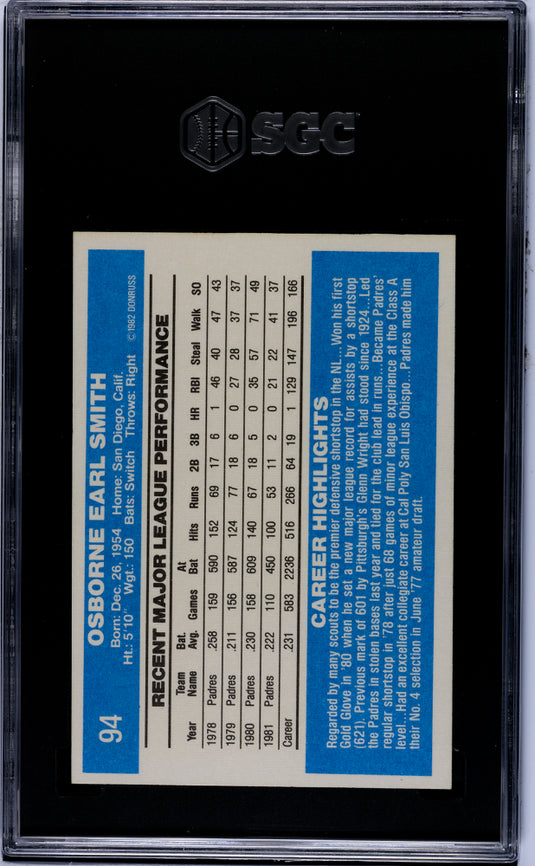 SGC
94
OSBORNE EARL SMITH
Born: Dec. 26, 1954 Home: San Diego, Calif.
Ht.: 5'10" Wgt.: 150 Bats: Switch Throws: Right © 1982 DONRUSS
RECENT MAJOR LEAGUE PERFORMANCE
Year Team Name Bat. Avg. Games At Bat Hits Runs 2B 3B HR RBI Steal Walk SO
1978 Padres .258 159 590 152 69 17 6 1 46 40 47 43
1979 Padres .211 156 587 124 77 18 6 0 27 28 37 37
1980 Padres .230 158 609 140 67 18 5 0 35 57 71 49
1981 Padres .222 110 450 100 53 11 2 0 21 22 41 37
Career .231 583 2236 516 266 64 19 1 129 147 196 166
CAREER HIGHLIGHTS
Regarded by many scouts to be the premier defensive shortstop in the NL...Won his first
Gold Glove in '80 when he set a new major league record for assists by a shortstop
(621). Previous mark of 601 by Pittsburgh's Glenn Wright had stood since 1924...Led
the Padres in stolen bases last year and tied for the club lead in runs...Became Padres'
regular shortstop in '78 after just 68 games of minor league experience at the Class A
level...Had an excellent collegiate career at Cal Poly San Luis Obispo...Padres made him
their No. 4 selection in June '77 amateur draft.